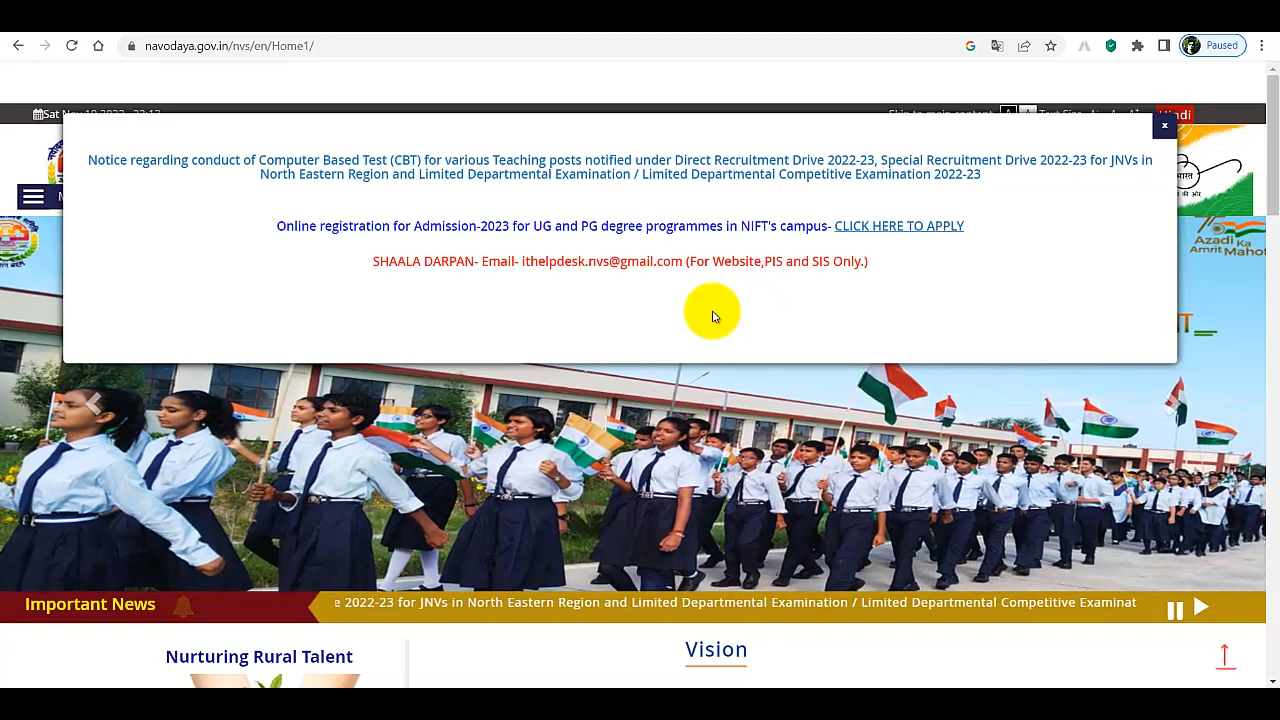 navodaya.gov.in/nvs/en/Home1/
Paused
Hindi
Notice regarding conduct of Computer Based Test (CBT) for various Teaching posts notified under Direct Recruitment Drive 2022-23, Special Recruitment Drive 2022-23 for JNVs in
North Eastern Region and Limited Departmental Examination / Limited Departmental Competitive Examination 2022-23
x
Online registration for Admission-2023 for UG and PG degree programmes in NIFT's campus- CLICK HERE TO APPLY
SHAALA DARPAN- Email- ithelpdesk.nvs@gmail.com (For Website,PIS and SIS Only.)
Azadi Ka
Important News
e 2022-23 for JNVs in North Eastern Region and Limited Departmental Examination / Limited Departmental Competitive Examinat
Nurturing Rural Talent
Vision